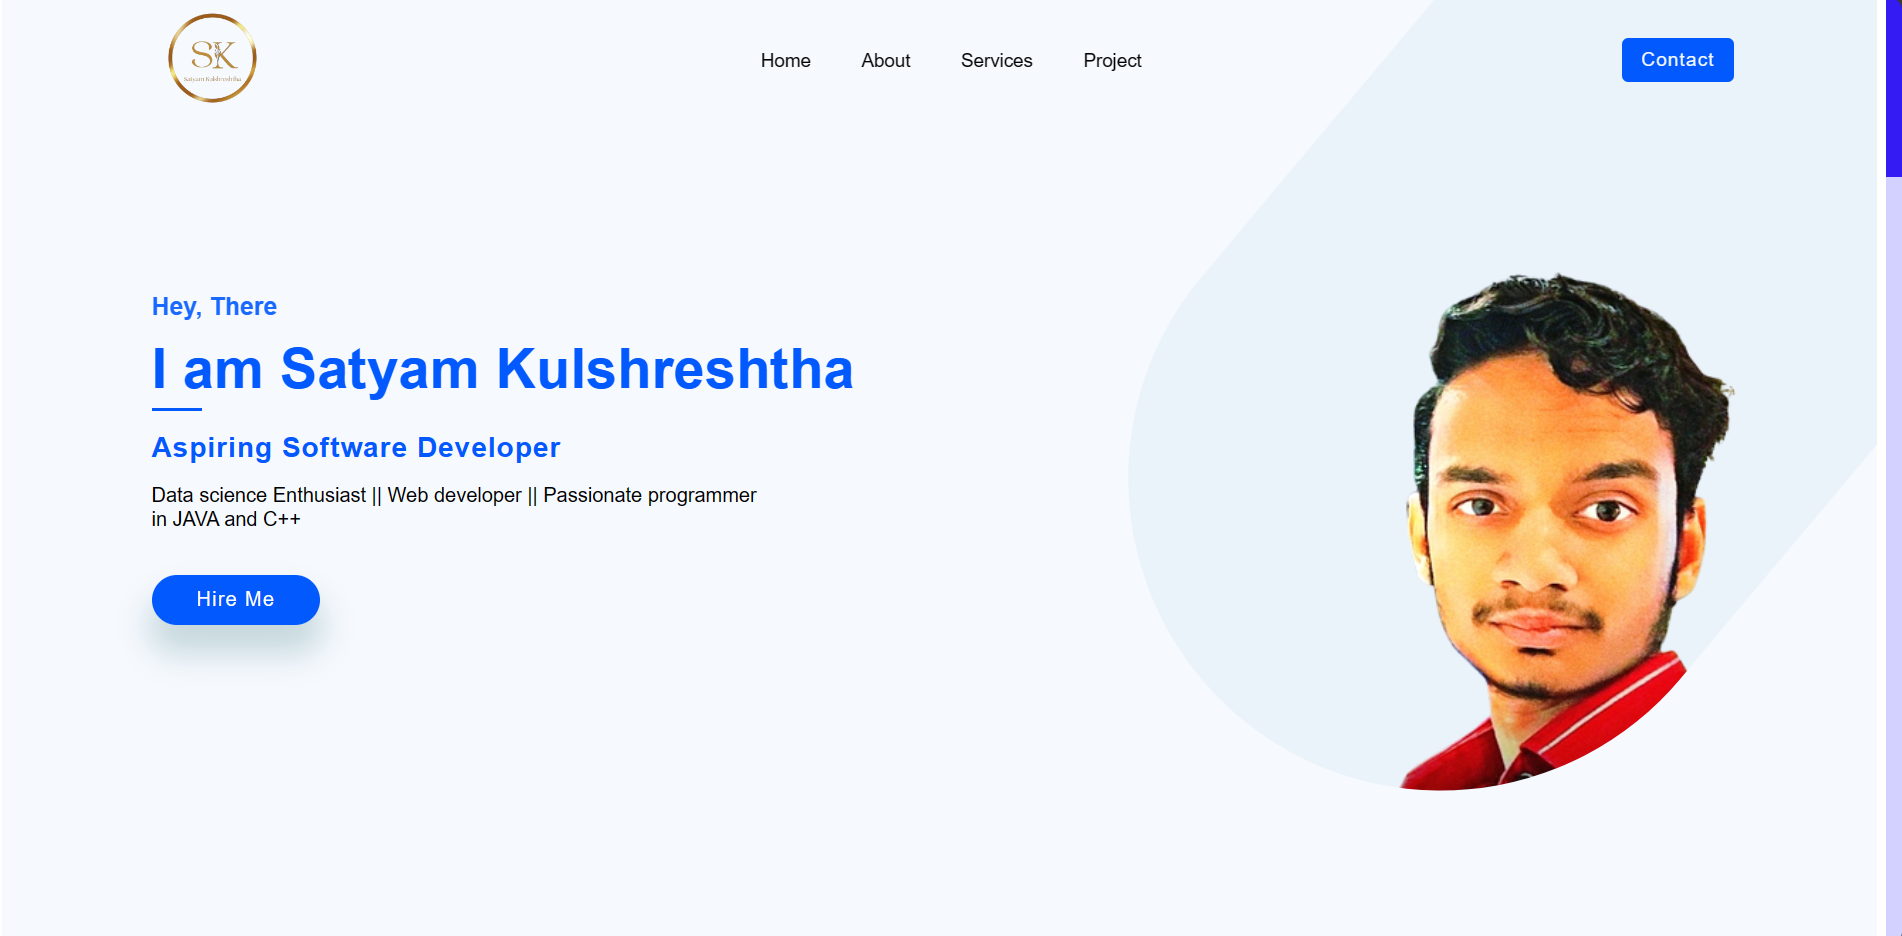 SK
Satyam Kulshreshtha
Home About Services Project Contact
Hey, There
I am Satyam Kulshreshtha
Aspiring Software Developer
Data science Enthusiast || Web developer || Passionate programmer
in JAVA and C++
Hire Me